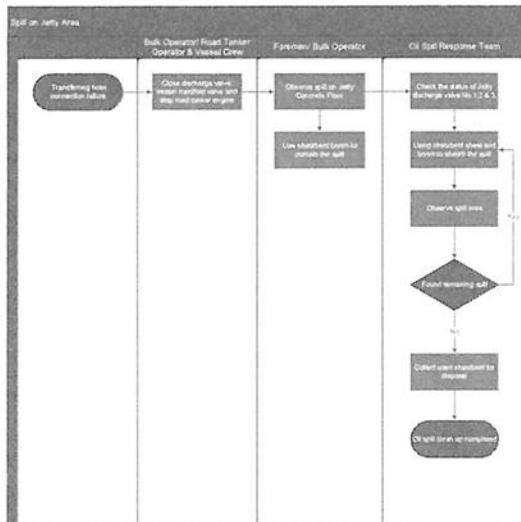 Spill on Jetty Area
Bulk Operator/ Road Tanker
Operator & Vessel Crew
Foreman/ Bulk Operator
Oil Spill Response Team
Transferring hose
connection failure
Close discharge valve,
vessel manifold valve and
stop road tanker engine
Observe spill on Jetty
Concrete Floor
Check the status of Jetty
discharge valve No 1,2 & 3.
Use absorbent boom to
contain the spill
Using absorbent sheet and
boom to absorb the spill
Observe spill area
Yes
Found remaining spill
No
Collect used absorbent for
disposal
Oil spill clean up completed